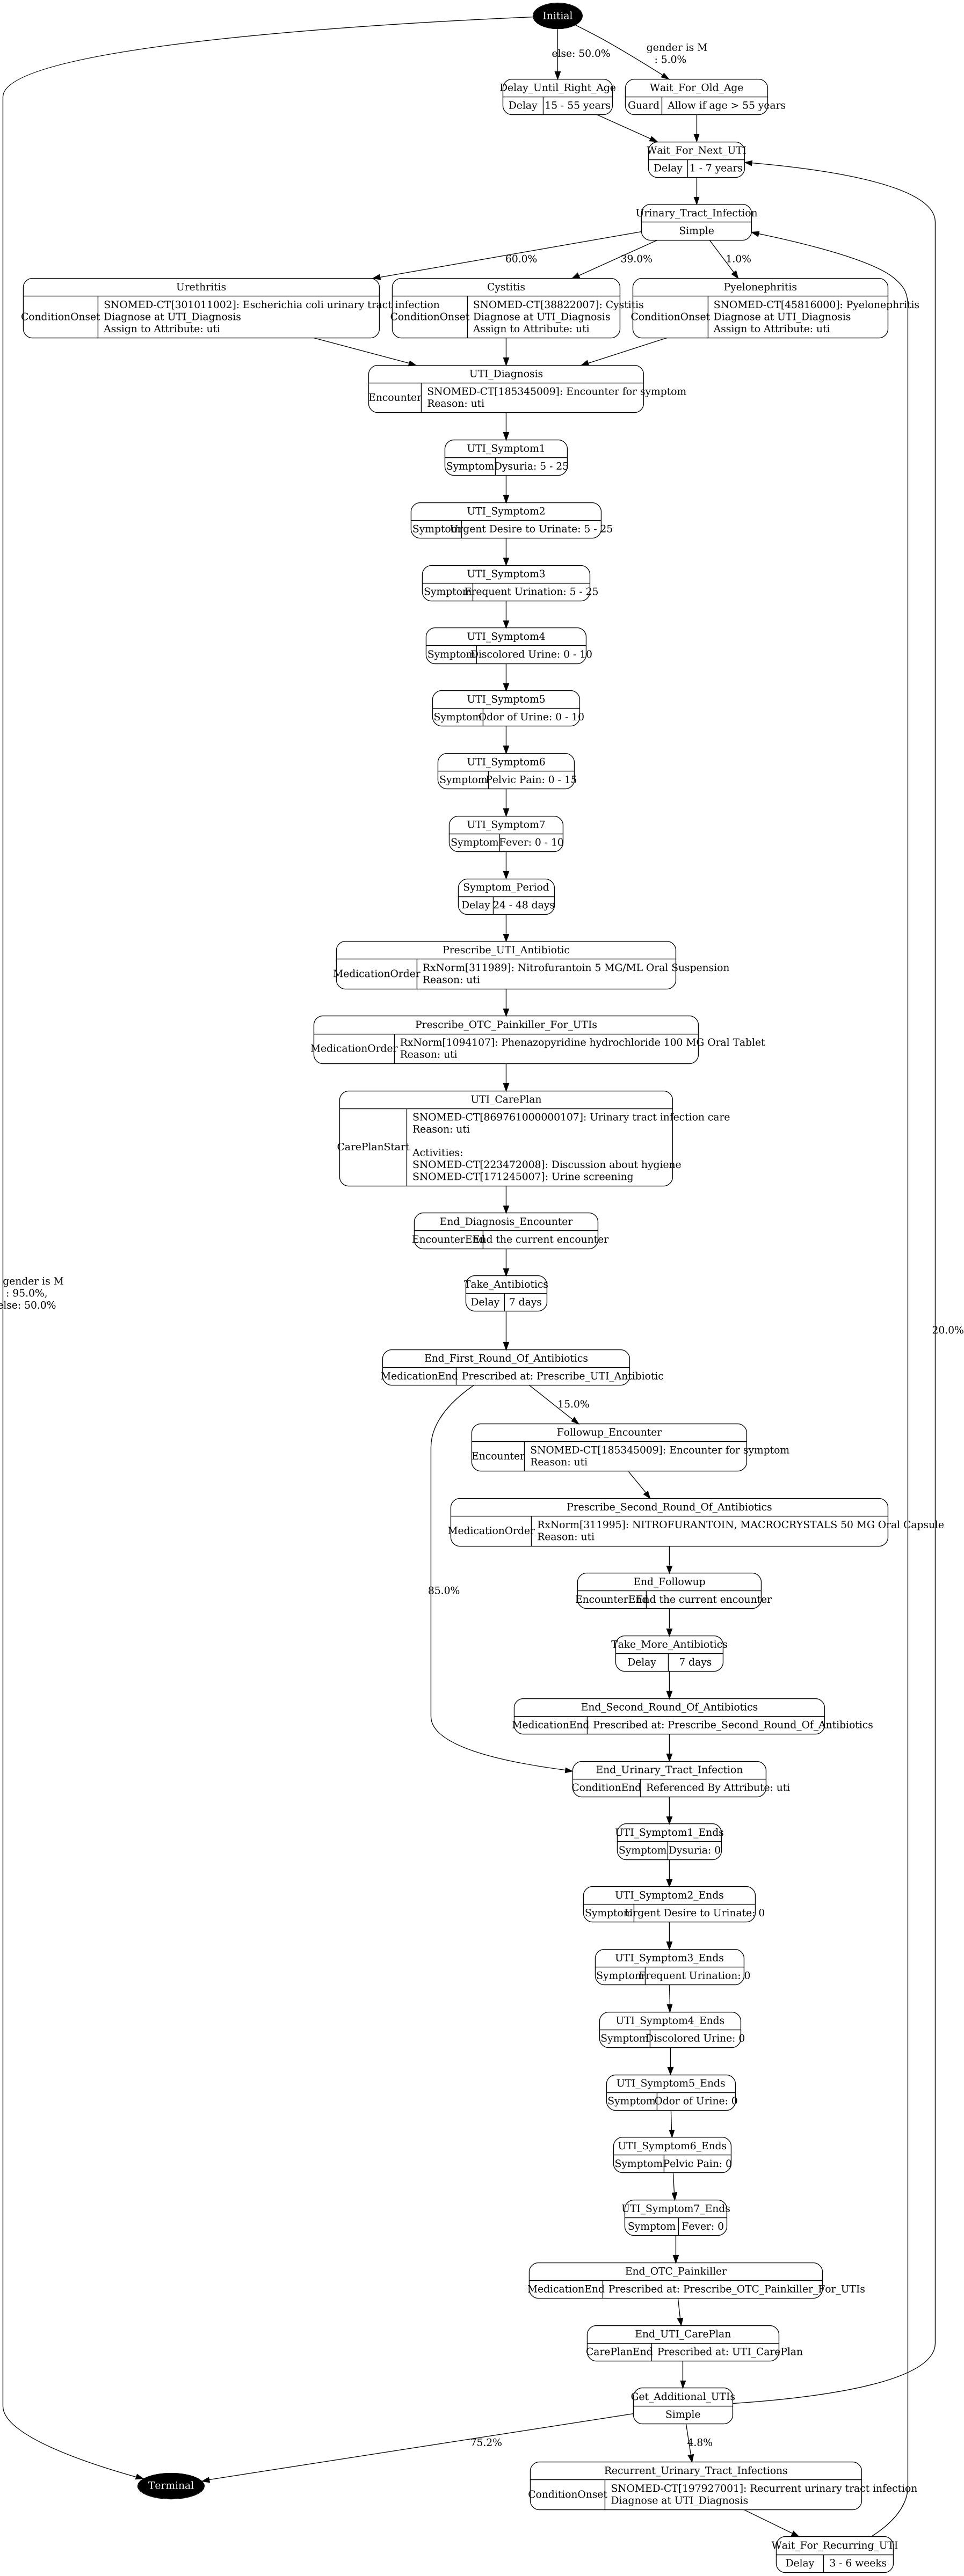 Initial
else: 50.0%
gender is M
: 5.0%
Delay_Until_Right_Age
Delay
15 - 55 years
Wait_For_Old_Age
Guard
Allow if age > 55 years
Wait_For_Next_UTI
Delay
1 - 7 years
Urinary_Tract_Infection
Simple
60.0%
39.0%
1.0%
Urethritis
ConditionOnset
SNOMED-CT[301011002]: Escherichia coli urinary tract infection
Diagnose at UTI_Diagnosis
Assign to Attribute: uti
Cystitis
ConditionOnset
SNOMED-CT[38822007]: Cystitis
Diagnose at UTI_Diagnosis
Assign to Attribute: uti
Pyelonephritis
ConditionOnset
SNOMED-CT[45816000]: Pyelonephritis
Diagnose at UTI_Diagnosis
Assign to Attribute: uti
UTI_Diagnosis
Encounter
SNOMED-CT[185345009]: Encounter for symptom
Reason: uti
UTI_Symptom1
Symptom
Dysuria: 5 - 25
UTI_Symptom2
Symptom
Urgent Desire to Urinate: 5 - 25
UTI_Symptom3
Symptom
Frequent Urination: 5 - 25
UTI_Symptom4
Symptom
Discolored Urine: 0 - 10
UTI_Symptom5
Symptom
Odor of Urine: 0 - 10
UTI_Symptom6
Symptom
Pelvic Pain: 0 - 15
UTI_Symptom7
Symptom
Fever: 0 - 10
Symptom_Period
Delay
24 - 48 days
Prescribe_UTI_Antibiotic
MedicationOrder
RxNorm[311989]: Nitrofurantoin 5 MG/ML Oral Suspension
Reason: uti
Prescribe_OTC_Painkiller_For_UTIs
MedicationOrder
RxNorm[1094107]: Phenazopyridine hydrochloride 100 MG Oral Tablet
Reason: uti
UTI_CarePlan
CarePlanStart
SNOMED-CT[869761000000107]: Urinary tract infection care
Reason: uti
Activities:
SNOMED-CT[223472008]: Discussion about hygiene
SNOMED-CT[171245007]: Urine screening
End_Diagnosis_Encounter
EncounterEnd
End the current encounter
Take_Antibiotics
Delay
7 days
gender is M
: 95.0%,
else: 50.0%
20.0%
End_First_Round_Of_Antibiotics
MedicationEnd
Prescribed at: Prescribe_UTI_Antibiotic
15.0%
Followup_Encounter
Encounter
SNOMED-CT[185345009]: Encounter for symptom
Reason: uti
Prescribe_Second_Round_Of_Antibiotics
MedicationOrder
RxNorm[311995]: NITROFURANTOIN, MACROCRYSTALS 50 MG Oral Capsule
Reason: uti
85.0%
End_Followup
EncounterEnd
End the current encounter
Take_More_Antibiotics
Delay
7 days
End_Second_Round_Of_Antibiotics
MedicationEnd
Prescribed at: Prescribe_Second_Round_Of_Antibiotics
End_Urinary_Tract_Infection
ConditionEnd
Referenced By Attribute: uti
UTI_Symptom1_Ends
Symptom
Dysuria: 0
UTI_Symptom2_Ends
Symptom
Urgent Desire to Urinate: 0
UTI_Symptom3_Ends
Symptom
Frequent Urination: 0
UTI_Symptom4_Ends
Symptom
Discolored Urine: 0
UTI_Symptom5_Ends
Symptom
Odor of Urine: 0
UTI_Symptom6_Ends
Symptom
Pelvic Pain: 0
UTI_Symptom7_Ends
Symptom
Fever: 0
End_OTC_Painkiller
MedicationEnd
Prescribed at: Prescribe_OTC_Painkiller_For_UTIs
End_UTI_CarePlan
CarePlanEnd
Prescribed at: UTI_CarePlan
Get_Additional_UTIs
Simple
75.2%
4.8%
Terminal
Recurrent_Urinary_Tract_Infections
ConditionOnset
SNOMED-CT[197927001]: Recurrent urinary tract infection
Diagnose at UTI_Diagnosis
Wait_For_Recurring_UTI
Delay
3 - 6 weeks